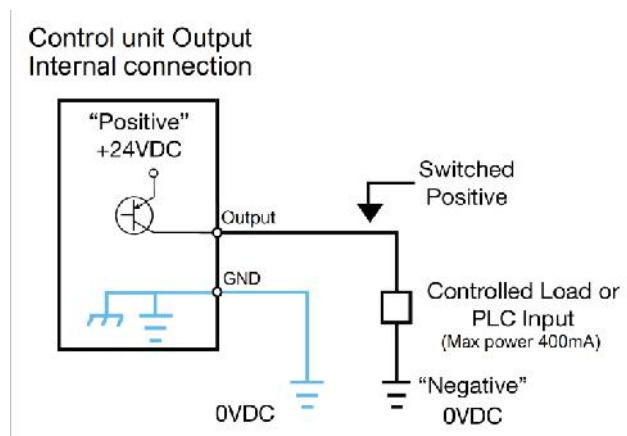 Control unit Output
Internal connection
“Positive”
+24VDC
Switched
Positive
Output
GND
Controlled Load or
PLC Input
(Max power 400mA)
“Negative”
0VDC
0VDC